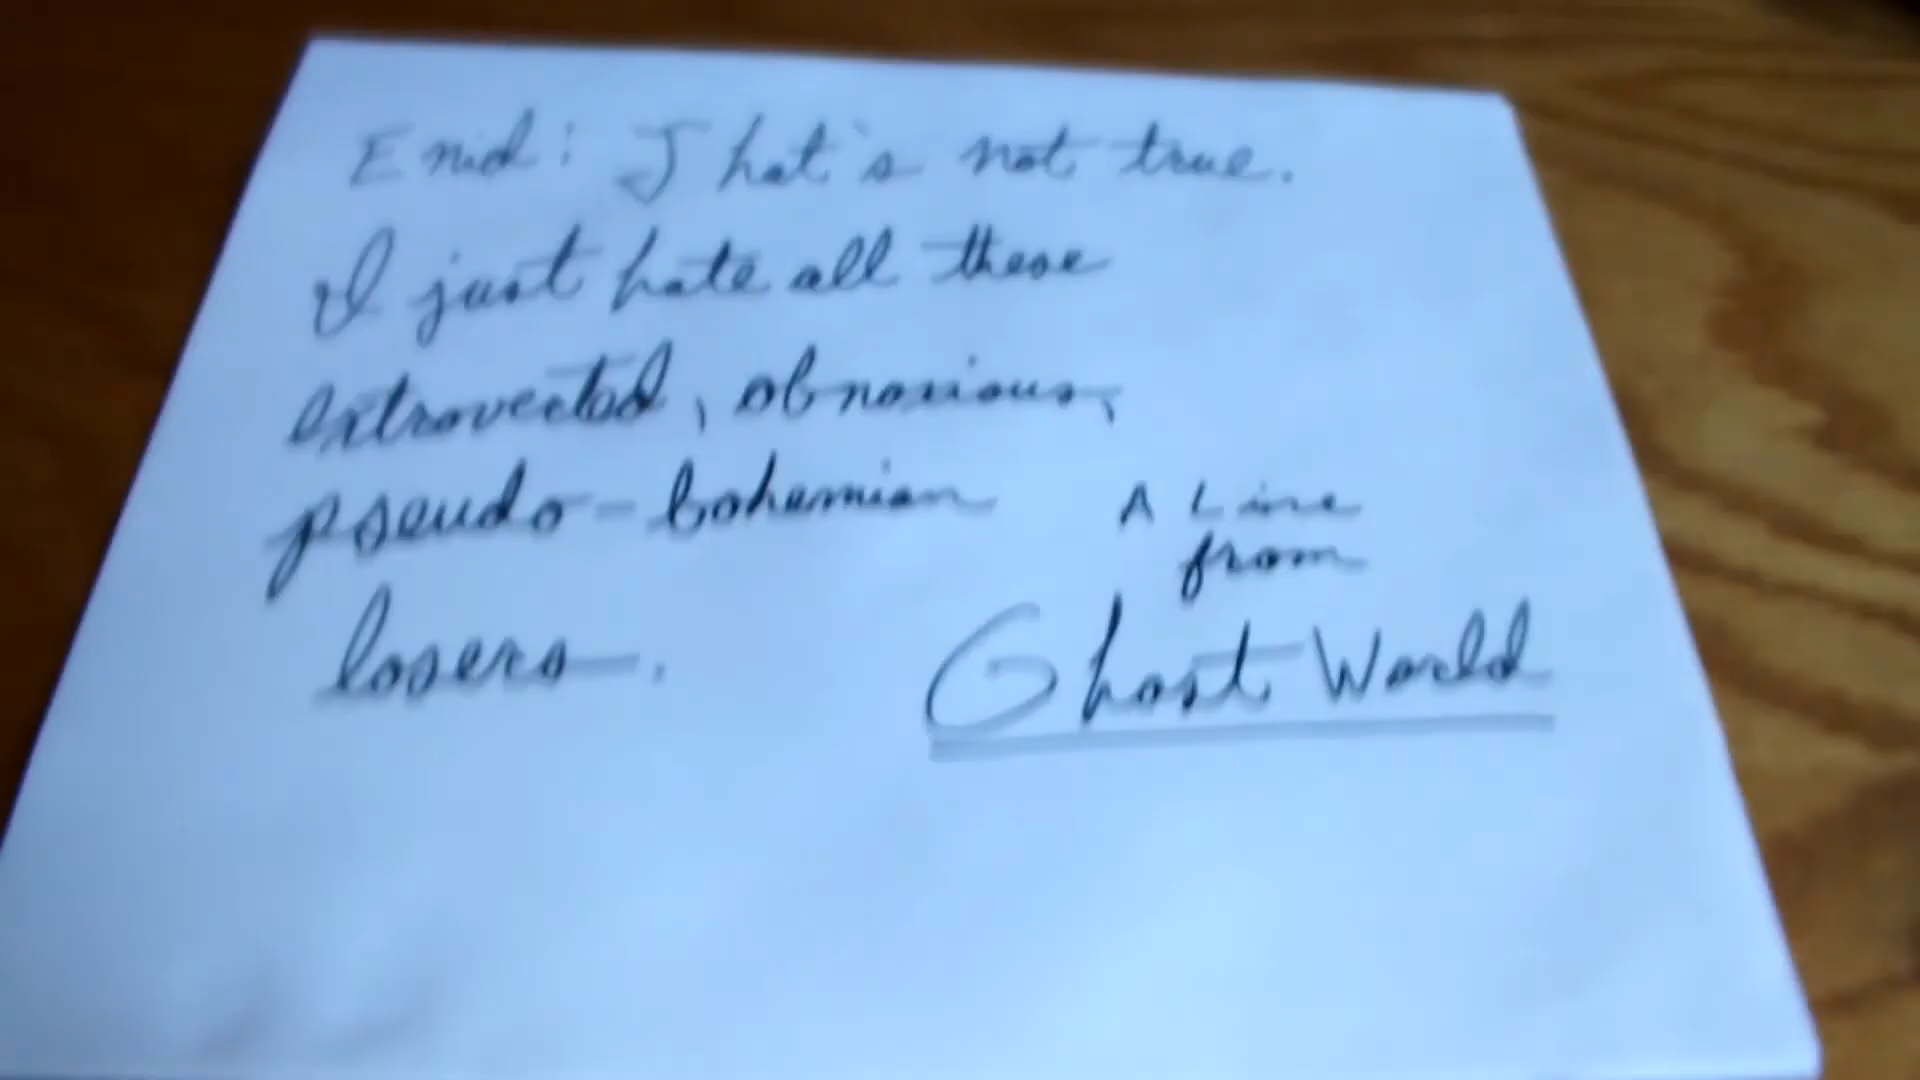 Enid: That's not true.
I just hate all these
extroverted, obnoxious,
pseudo-bohemian
losers.
A Line
from
Ghost World